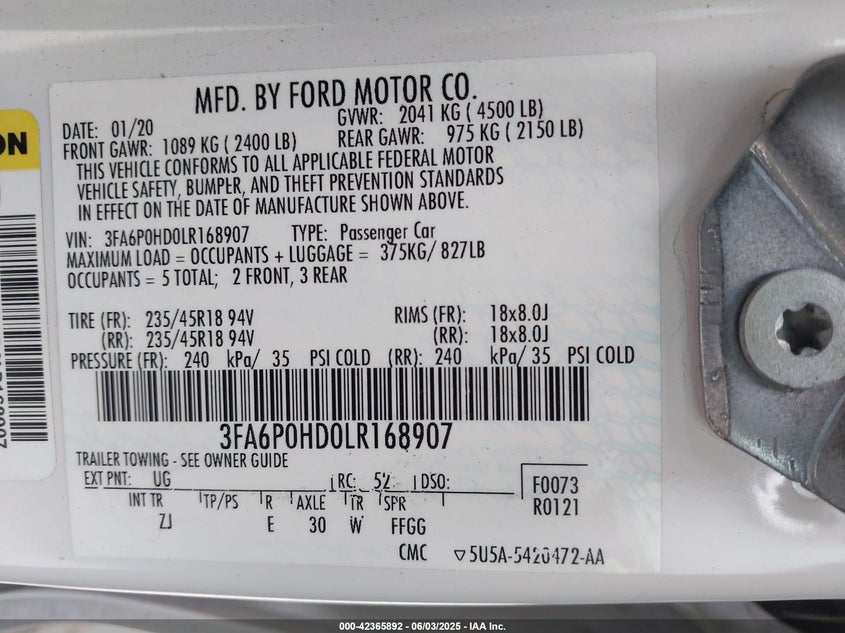 MFD. BY FORD MOTOR CO.
DATE: 01/20 GVWR: 2041 KG ( 4500 LB)
FRONT GAWR: 1089 KG ( 2400 LB) REAR GAWR: 975 KG ( 2150 LB)
THIS VEHICLE CONFORMS TO ALL APPLICABLE FEDERAL MOTOR
VEHICLE SAFETY, BUMPER, AND THEFT PREVENTION STANDARDS
IN EFFECT ON THE DATE OF MANUFACTURE SHOWN ABOVE.
VIN: 3FA6P0HD0LR168907 TYPE: Passenger Car
MAXIMUM LOAD = OCCUPANTS + LUGGAGE = 375KG/ 827LB
OCCUPANTS = 5 TOTAL; 2 FRONT, 3 REAR
TIRE (FR): 235/45R18 94V RIMS (FR): 18x8.0J
(RR): 235/45R18 94V (RR): 18x8.0J
PRESSURE (FR): 240 kPa/ 35 PSI COLD (RR): 240 kPa/ 35 PSI COLD
3FA6P0HD0LR168907
TRAILER TOWING - SEE OWNER GUIDE
EXT PNT: UG RC: 52 DSO: F0073
INT TR TP/PS R AXLE TR SPR R0121
ZJ E 30 W FFGG
CMC ▽5U5A-5420472-AA
ON
000-42365892 - 06/03/2025 - IAA Inc.